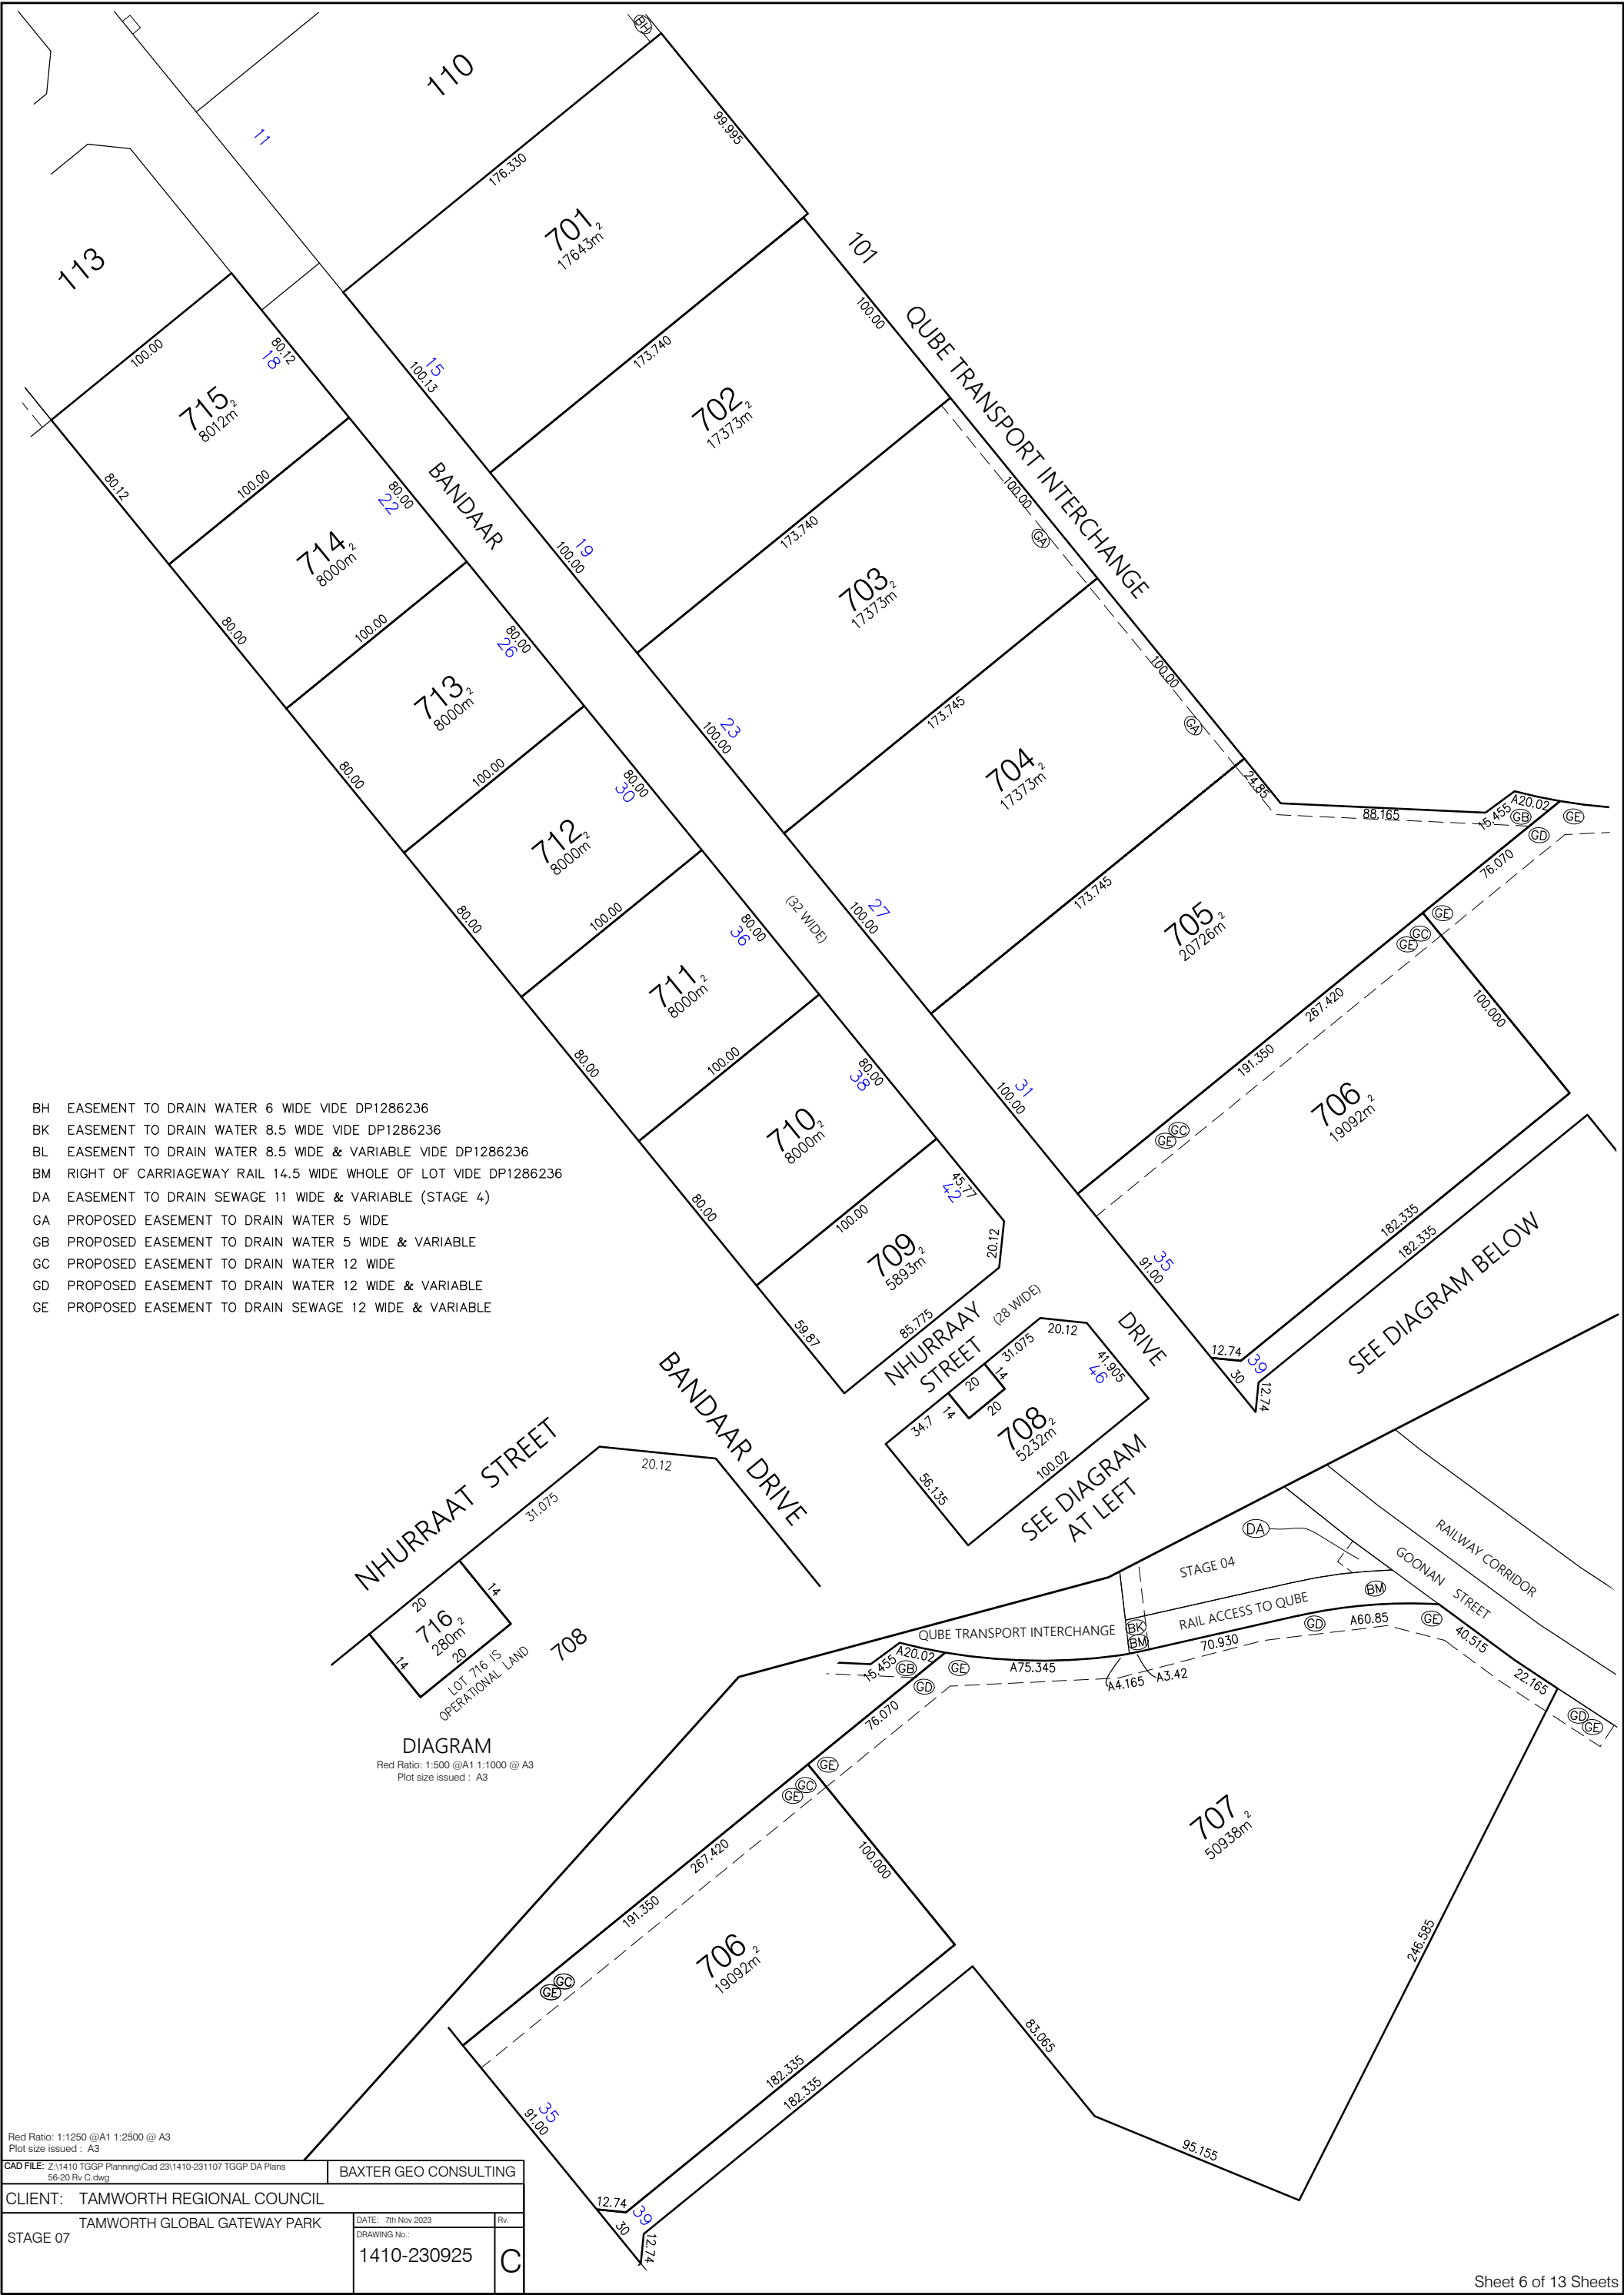 BH
110
11
99.995
176.330
701
17643m²
101
113
100.00
QUBE TRANSPORT INTERCHANGE
100.00
80.12
18
15
100.13
173.740
715
8012m²
702
17373m²
BANDAAR
80.12
100.00
80.00
22
100.00
19
100.00
GA
173.740
714
8000m²
703
17373m²
80.00
100.00
80.00
26
100.00
GA
713
8000m²
23
100.00
173.745
704
17373m²
24.85
88.165
15.455
A20.02
GB
GE
GD
76.070
80.00
100.00
80.00
30
712
8000m²
(32 WIDE)
27
100.00
173.745
705
20726m²
GE
GC
GE
80.00
100.00
80.00
36
711
8000m²
267.420
191.350
100.000
80.00
100.00
80.00
38
31
100.00
GC
GE
706
19092m²
710
8000m²
BH EASEMENT TO DRAIN WATER 6 WIDE VIDE DP1286236
BK EASEMENT TO DRAIN WATER 8.5 WIDE VIDE DP1286236
BL EASEMENT TO DRAIN WATER 8.5 WIDE & VARIABLE VIDE DP1286236
BM RIGHT OF CARRIAGEWAY RAIL 14.5 WIDE WHOLE OF LOT VIDE DP1286236
DA EASEMENT TO DRAIN SEWAGE 11 WIDE & VARIABLE (STAGE 4)
GA PROPOSED EASEMENT TO DRAIN WATER 5 WIDE
GB PROPOSED EASEMENT TO DRAIN WATER 5 WIDE & VARIABLE
GC PROPOSED EASEMENT TO DRAIN WATER 12 WIDE
GD PROPOSED EASEMENT TO DRAIN WATER 12 WIDE & VARIABLE
GE PROPOSED EASEMENT TO DRAIN SEWAGE 12 WIDE & VARIABLE
80.00
100.00
45.77
42
20.12
709
5893m²
59.87
85.775
35
91.00
182.335
182.335
SEE DIAGRAM BELOW
NHURRAAY
STREET
(28 WIDE)
DRIVE
12.74
39
30
12.74
31.075
20.12
41.905
46
20
14
14
20
34.7
708
5232m²
56.135
100.02
SEE DIAGRAM
AT LEFT
BANDAAR DRIVE
NHURRAAT STREET
20.12
31.075
20
14
716
280m²
14
20
LOT 716 IS
OPERATIONAL LAND
708
DIAGRAM
Red Ratio: 1:500 @A1 1:1000 @ A3
Plot size issued : A3
DA
STAGE 04
RAILWAY CORRIDOR
GOONAN STREET
BM
RAIL ACCESS TO QUBE
QUBE TRANSPORT INTERCHANGE
BK
BM
GD
A60.85
GE
70.930
40.515
A20.02
15.455
GB
GE
GD
A75.345
A4.165
A3.42
22.165
GD
GE
76.070
GE
GC
GE
707
50938m²
267.420
191.350
100.000
706
19092m²
246.585
GC
GE
83.065
182.335
182.335
35
91.00
95.155
12.74
39
30
12.74
Red Ratio: 1:1250 @A1 1:2500 @ A3
Plot size issued : A3
CAD FILE: Z:\1410 TGGP Planning\Cad 23\1410-231107 TGGP DA Plans
56-20 Rv C.dwg
BAXTER GEO CONSULTING
CLIENT: TAMWORTH REGIONAL COUNCIL
TAMWORTH GLOBAL GATEWAY PARK
STAGE 07
DATE: 7th Nov 2023
Rv.
DRAWING No.:
1410-230925
C
Sheet 6 of 13 Sheets